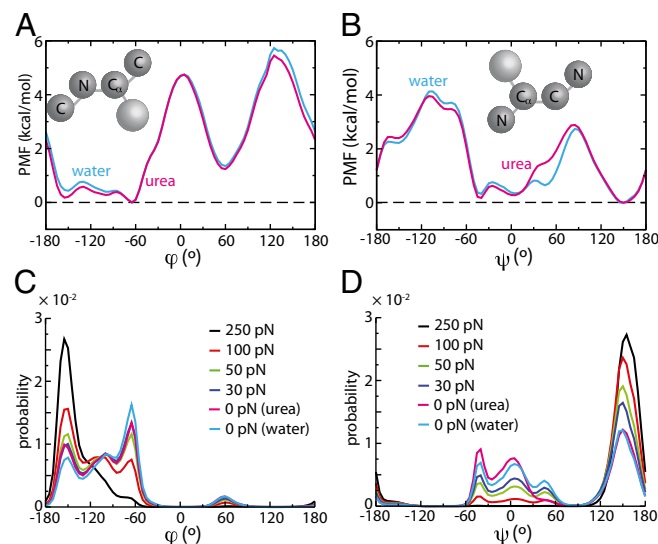 A
B
6
4
2
0
PMF (kcal/mol)
C
N
Cα
C
water
urea
-180 -120 -60 0 60 120 180
φ (º)
6
4
2
0
PMF (kcal/mol)
N
Cα
C
N
water
urea
-180 -120 -60 0 60 120 180
ψ (º)
C
D
× 10⁻²
3
2
1
0
probability
250 pN
100 pN
50 pN
30 pN
0 pN (urea)
0 pN (water)
-180 -120 -60 0 60 120 180
φ (º)
× 10⁻²
3
2
1
0
probability
250 pN
100 pN
50 pN
30 pN
0 pN (urea)
0 pN (water)
-180 -120 -60 0 60 120 180
ψ (º)